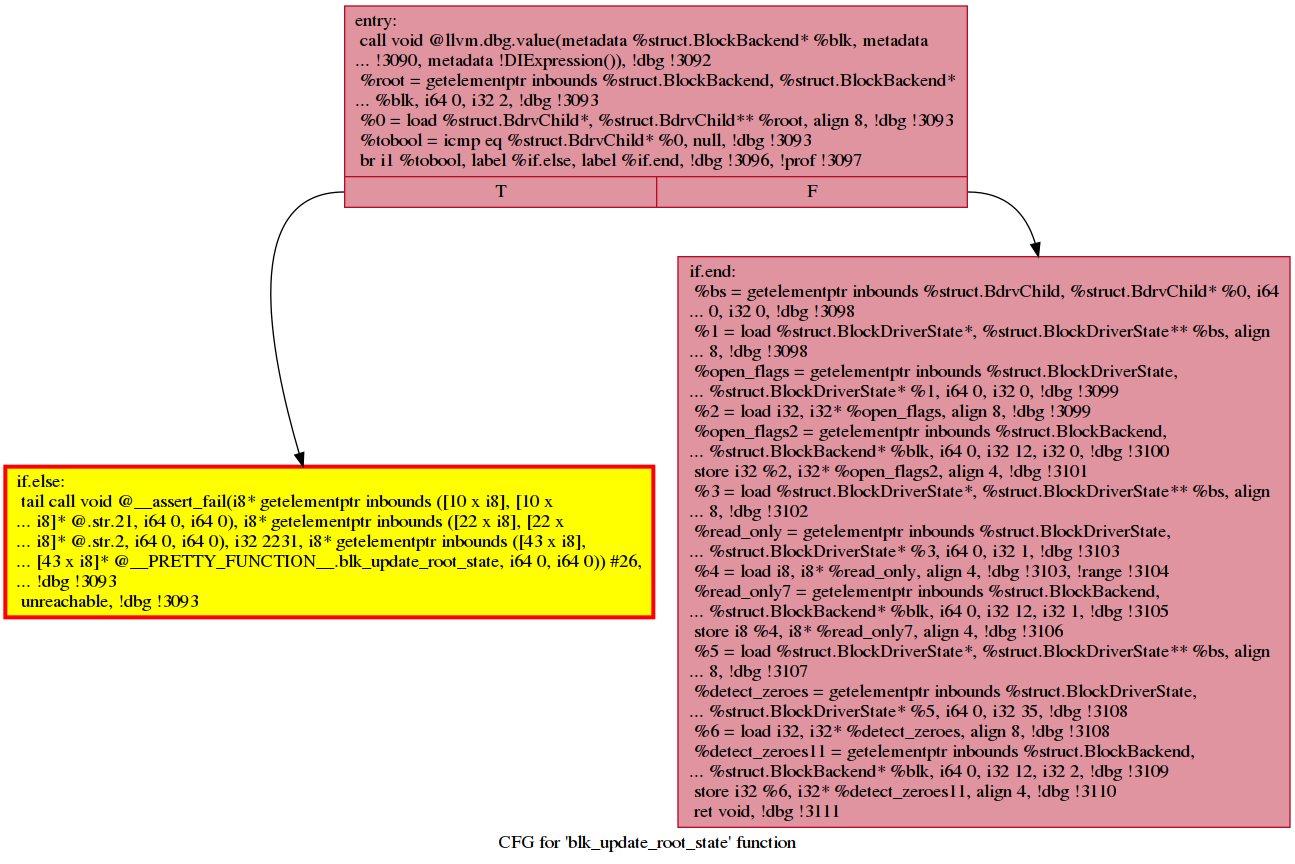 entry:
call void @llvm.dbg.value(metadata %struct.BlockBackend* %blk, metadata
... !3090, metadata !DIExpression()), !dbg !3092
%root = getelementptr inbounds %struct.BlockBackend, %struct.BlockBackend*
... %blk, i64 0, i32 2, !dbg !3093
%0 = load %struct.BdrvChild*, %struct.BdrvChild** %root, align 8, !dbg !3093
%tobool = icmp eq %struct.BdrvChild* %0, null, !dbg !3093
br i1 %tobool, label %if.else, label %if.end, !dbg !3096, !prof !3097
T
F
if.end:
%bs = getelementptr inbounds %struct.BdrvChild, %struct.BdrvChild* %0, i64
... 0, i32 0, !dbg !3098
%1 = load %struct.BlockDriverState*, %struct.BlockDriverState** %bs, align
... 8, !dbg !3098
%open_flags = getelementptr inbounds %struct.BlockDriverState,
... %struct.BlockDriverState* %1, i64 0, i32 0, !dbg !3099
%2 = load i32, i32* %open_flags, align 8, !dbg !3099
%open_flags2 = getelementptr inbounds %struct.BlockBackend,
... %struct.BlockBackend* %blk, i64 0, i32 12, i32 0, !dbg !3100
store i32 %2, i32* %open_flags2, align 4, !dbg !3101
%3 = load %struct.BlockDriverState*, %struct.BlockDriverState** %bs, align
... 8, !dbg !3102
%read_only = getelementptr inbounds %struct.BlockDriverState,
... %struct.BlockDriverState* %3, i64 0, i32 1, !dbg !3103
%4 = load i8, i8* %read_only, align 4, !dbg !3103, !range !3104
%read_only7 = getelementptr inbounds %struct.BlockBackend,
... %struct.BlockBackend* %blk, i64 0, i32 12, i32 1, !dbg !3105
store i8 %4, i8* %read_only7, align 4, !dbg !3106
%5 = load %struct.BlockDriverState*, %struct.BlockDriverState** %bs, align
... 8, !dbg !3107
%detect_zeroes = getelementptr inbounds %struct.BlockDriverState,
... %struct.BlockDriverState* %5, i64 0, i32 35, !dbg !3108
%6 = load i32, i32* %detect_zeroes, align 8, !dbg !3108
%detect_zeroes11 = getelementptr inbounds %struct.BlockBackend,
... %struct.BlockBackend* %blk, i64 0, i32 12, i32 2, !dbg !3109
store i32 %6, i32* %detect_zeroes11, align 4, !dbg !3110
ret void, !dbg !3111
if.else:
tail call void @__assert_fail(i8* getelementptr inbounds ([10 x i8], [10 x
... i8]* @.str.21, i64 0, i64 0), i8* getelementptr inbounds ([22 x i8], [22 x
... i8]* @.str.2, i64 0, i64 0), i32 2231, i8* getelementptr inbounds ([43 x i8],
... [43 x i8]* @__PRETTY_FUNCTION__.blk_update_root_state, i64 0, i64 0)) #26,
... !dbg !3093
unreachable, !dbg !3093
CFG for 'blk_update_root_state' function